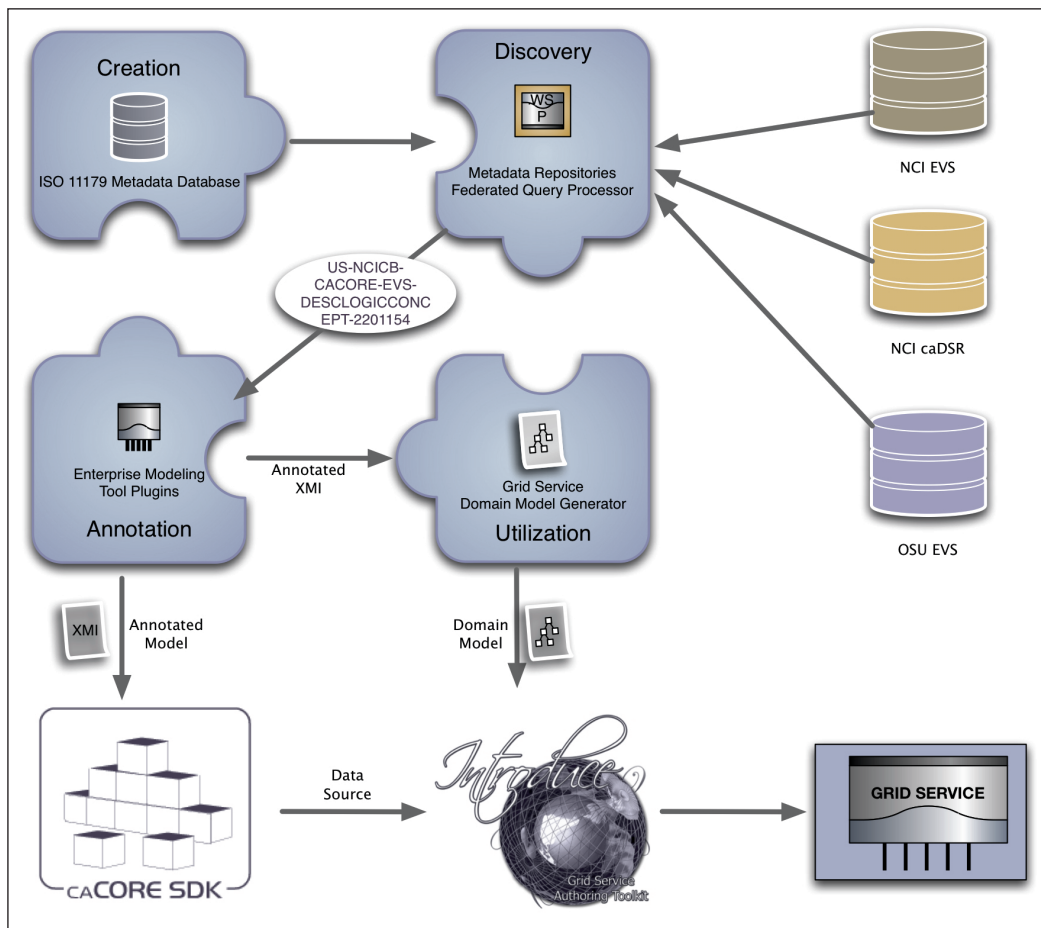 Creation
ISO 11179 Metadata Database
Discovery
WS
P
Metadata Repositories
Federated Query Processor
NCI EVS
NCI caDSR
OSU EVS
US-NCICB-
CACORE-EVS-
DESCLOGICCONC
EPT-2201154
Enterprise Modeling
Tool Plugins
Annotation
Annotated
XMI
Grid Service
Domain Model Generator
Utilization
XMI
Annotated
Model
Domain
Model
caCORE SDK
Data
Source
Introduce
Grid Service
Authoring Toolkit
GRID SERVICE